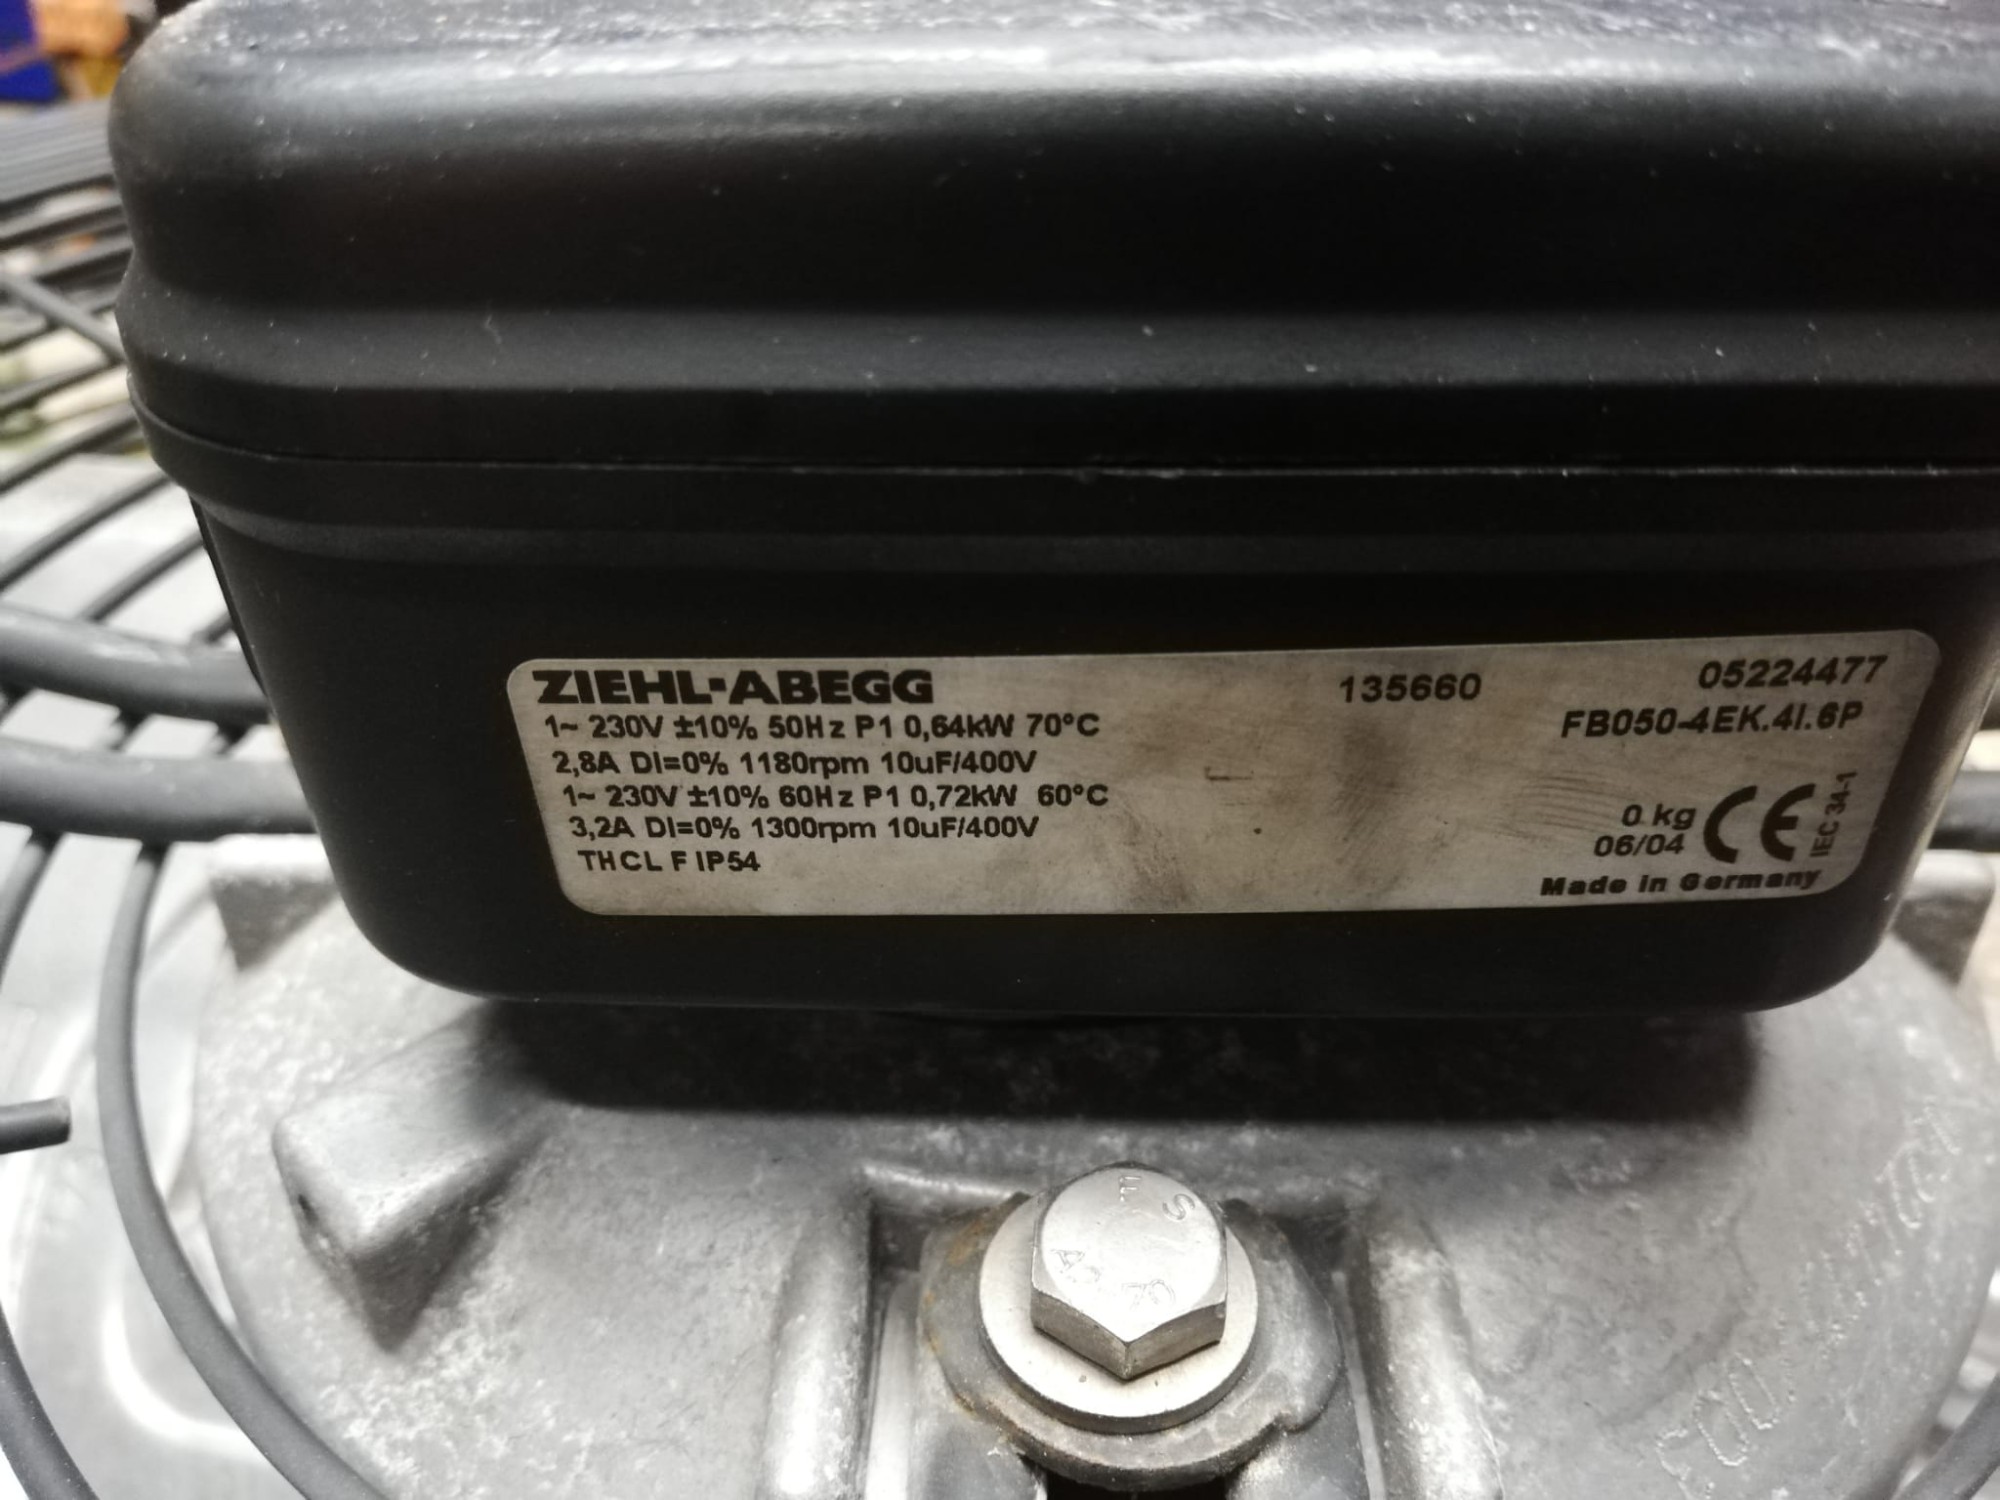 ZIEHL-ABEGG 135660 05224477
1~ 230V ±10% 50Hz P1 0,64kW 70°C FB050-4EK.4I.6P
2,8A DI=0% 1180rpm 10uF/400V
1~ 230V ±10% 60Hz P1 0,72kW 60°C
3,2A DI=0% 1300rpm 10uF/400V
THCL F IP54
0 kg
06/04
CE
IEC 34-1
Made in Germany